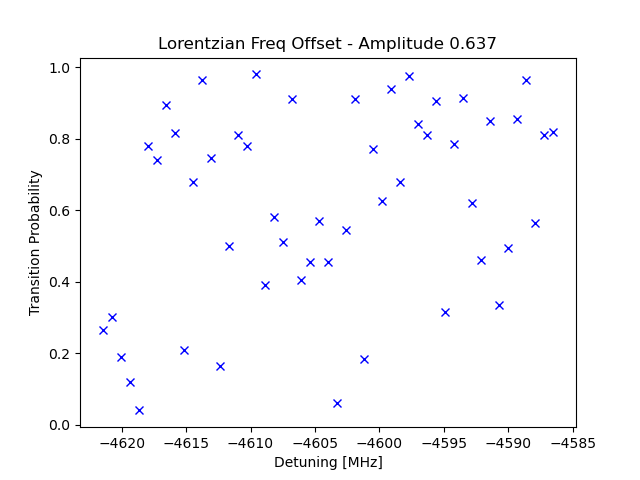 Lorentzian Freq Offset - Amplitude 0.637
Transition Probability
1.0
0.8
0.6
0.4
0.2
0.0
−4620 −4615 −4610 −4605 −4600 −4595 −4590 −4585
Detuning [MHz]